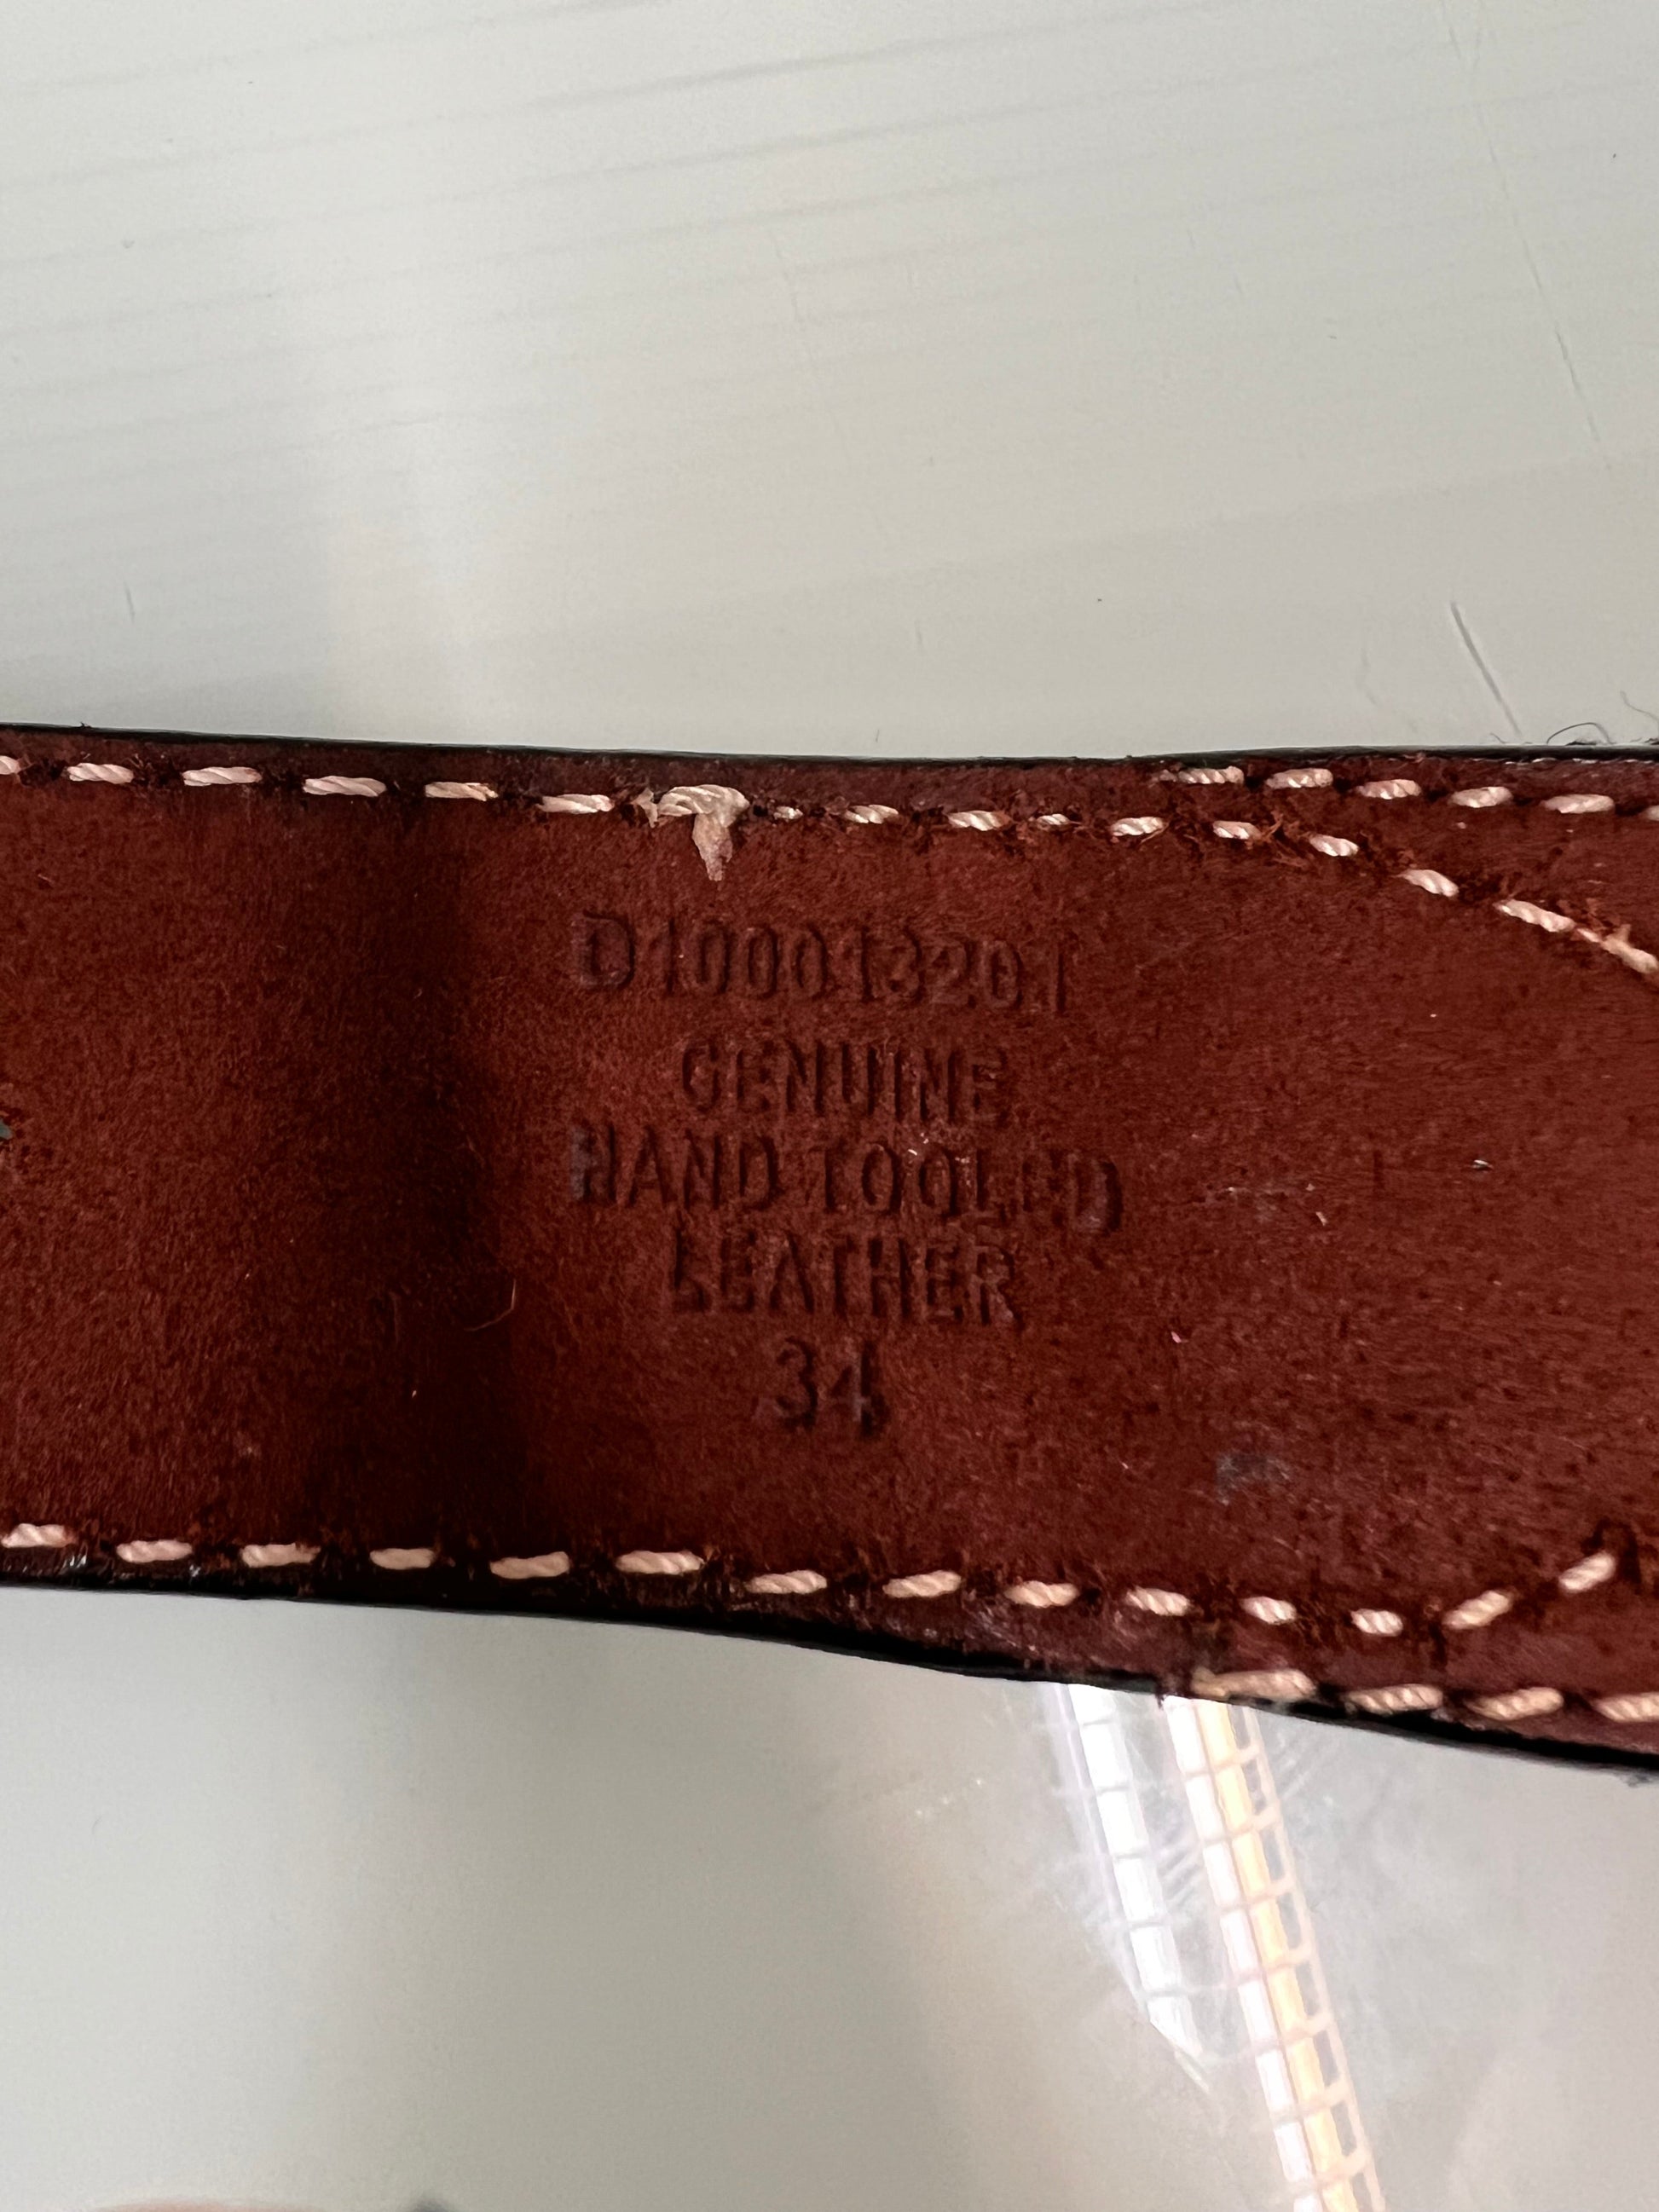 D100013201
GENUINE
HAND TOOLED
LEATHER
34